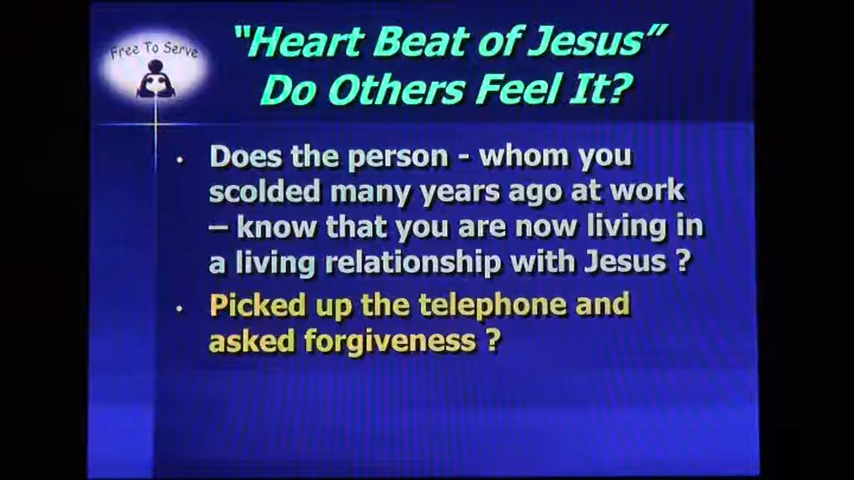 Free To Serve
“Heart Beat of Jesus”
Do Others Feel It?
• Does the person - whom you
scolded many years ago at work
– know that you are now living in
a living relationship with Jesus ?
• Picked up the telephone and
asked forgiveness ?